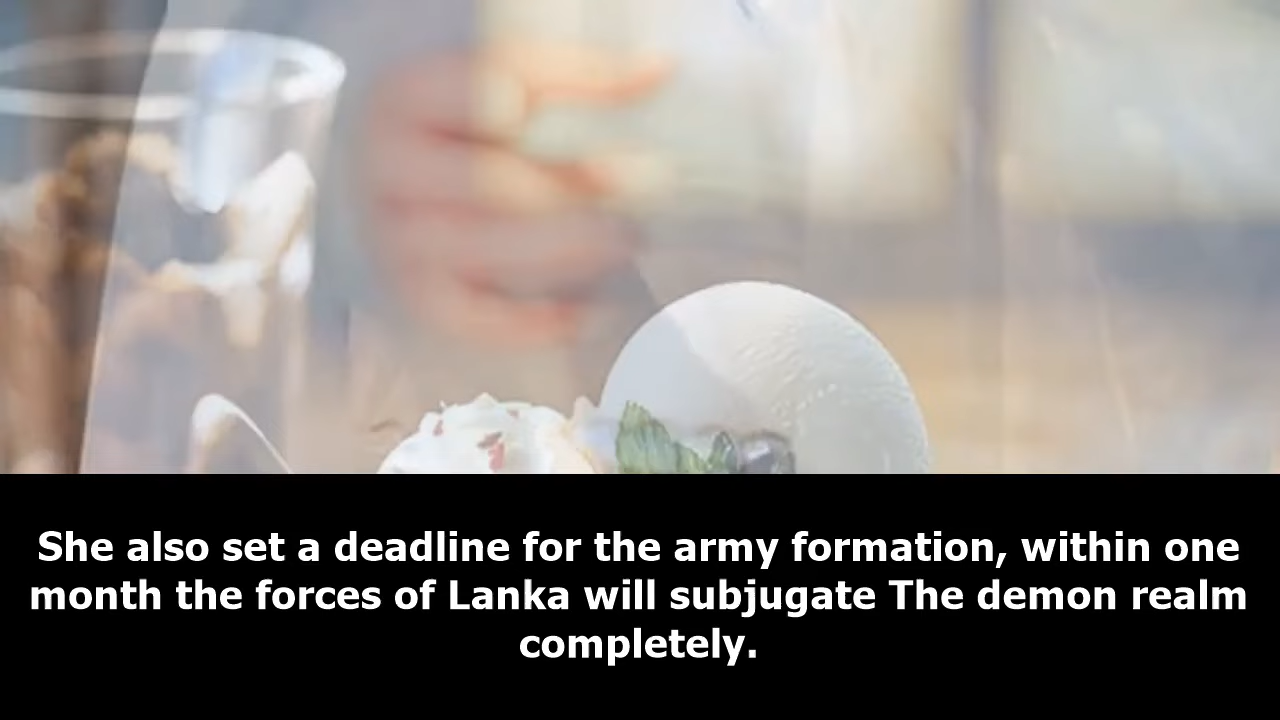 She also set a deadline for the army formation, within one
month the forces of Lanka will subjugate The demon realm
completely.